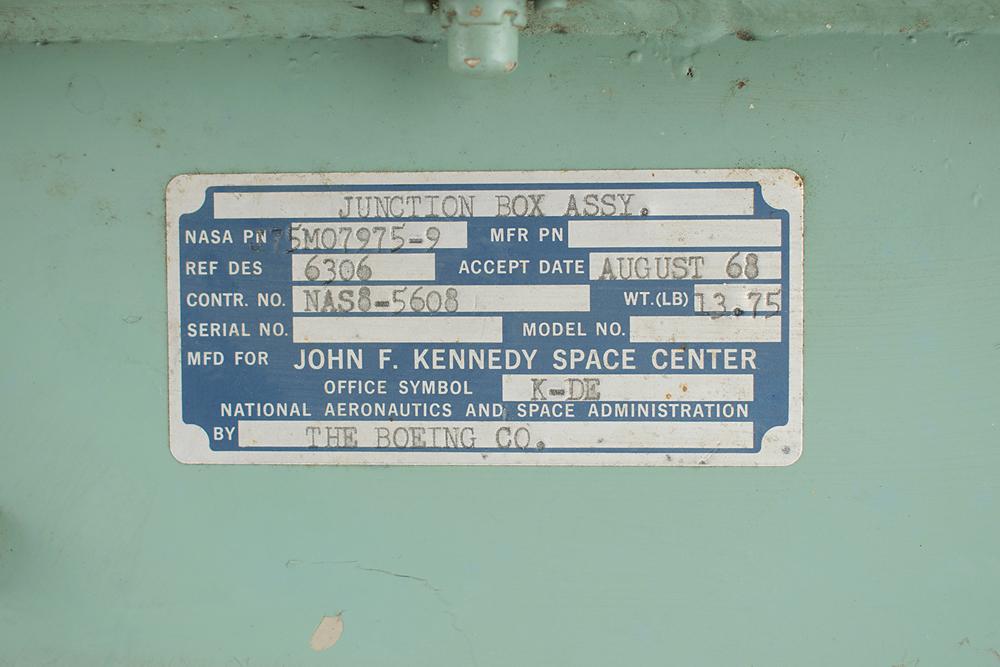 JUNCTION BOX ASSY.
NASA PN 75M07975-9 MFR PN
REF DES 6306 ACCEPT DATE AUGUST 68
CONTR. NO. NAS8-5608 WT.(LB) 13.75
SERIAL NO. MODEL NO.
MFD FOR JOHN F. KENNEDY SPACE CENTER
OFFICE SYMBOL K-DE
NATIONAL AERONAUTICS AND SPACE ADMINISTRATION
BY THE BOEING CO.